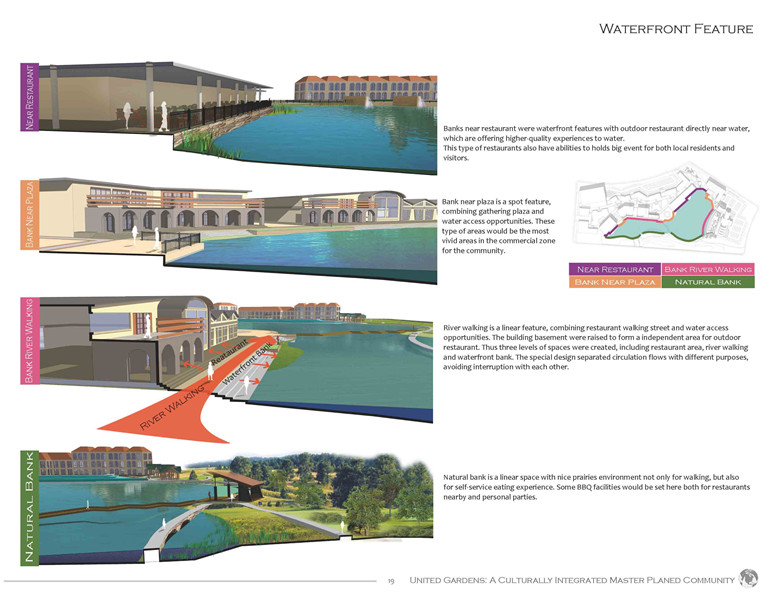 Waterfront Feature
Near Restaurant
Banks near restaurant were waterfront features with outdoor restaurant directly near water,
which are offering higher-quality experiences to water.
This type of restaurants also have abilities to holds big event for both local residents and
visitors.
Bank Near Plaza
Bank near plaza is a spot feature,
combining gathering plaza and
water access opportunities. These
type of areas would be the most
vivid areas in the commercial zone
for the community.
Near Restaurant
Bank River Walking
Bank Near Plaza
Natural Bank
Bank River Walking
Reataurant
Waterfront Bank
River Walking
River walking is a linear feature, combining restaurant walking street and water access
opportunities. The building basement were raised to form a independent area for outdoor
restaurant. Thus three levels of spaces were created, including restaurant area, river walking
and waterfront bank. The special design separated circulation flows with different purposes,
avoiding interruption with each other.
Natural Bank
Natural bank is a linear space with nice prairies environment not only for walking, but also
for self-service eating experience. Some BBQ facilities would be set here both for restaurants
nearby and personal parties.
19 United Gardens: A Culturally Integrated Master Planed Community